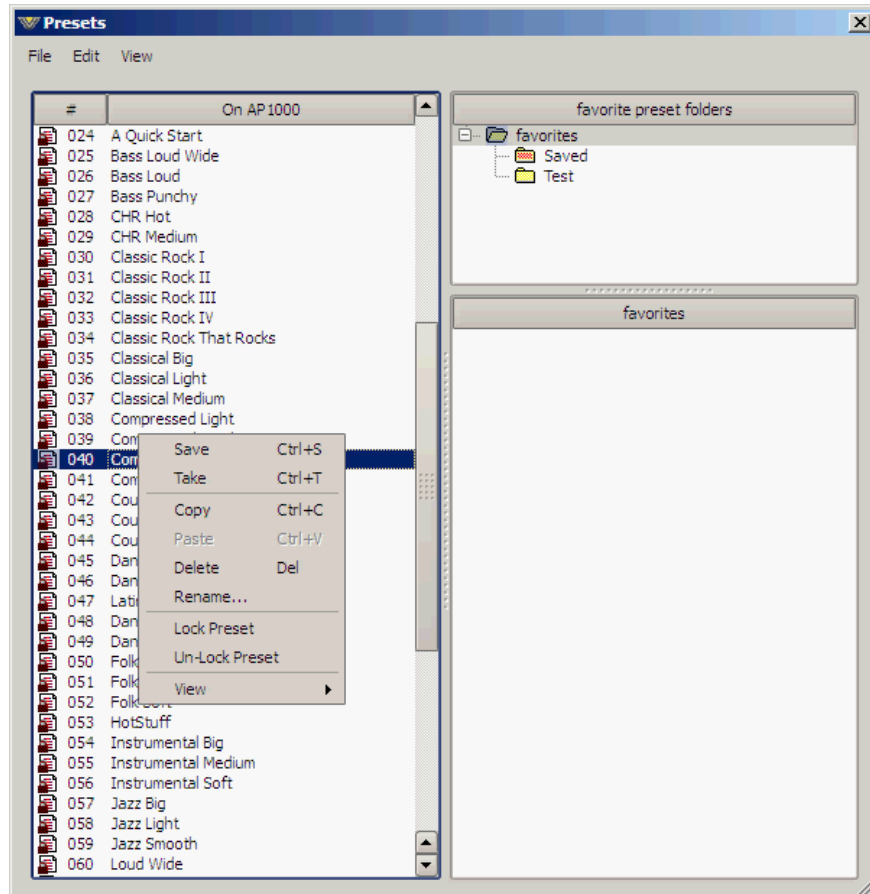 Presets
File Edit View
# On AP1000
024 A Quick Start
025 Bass Loud Wide
026 Bass Loud
027 Bass Punchy
028 CHR Hot
029 CHR Medium
030 Classic Rock I
031 Classic Rock II
032 Classic Rock III
033 Classic Rock IV
034 Classic Rock That Rocks
035 Classical Big
036 Classical Light
037 Classical Medium
038 Compressed Light
039
040
041
042
043
044
045
046
047
048
049
050 Folk
051 Folk
052 Folk
053 HotStuff
054 Instrumental Big
055 Instrumental Medium
056 Instrumental Soft
057 Jazz Big
058 Jazz Light
059 Jazz Smooth
060 Loud Wide
Save Ctrl+S
Take Ctrl+T
Copy Ctrl+C
Paste Ctrl+V
Delete Del
Rename...
Lock Preset
Un-Lock Preset
View
favorite preset folders
favorites
Saved
Test
favorites